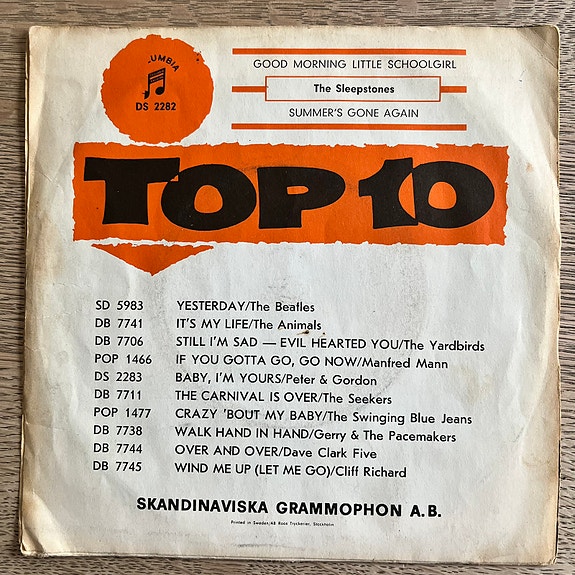 UMBIA
DS 2282
GOOD MORNING LITTLE SCHOOLGIRL
The Sleepstones
SUMMER'S GONE AGAIN
TOP 10
SD 5983 YESTERDAY/The Beatles
DB 7741 IT'S MY LIFE/The Animals
DB 7706 STILL I'M SAD — EVIL HEARTED YOU/The Yardbirds
POP 1466 IF YOU GOTTA GO, GO NOW/Manfred Mann
DS 2283 BABY, I'M YOURS/Peter & Gordon
DB 7711 THE CARNIVAL IS OVER/The Seekers
POP 1477 CRAZY 'BOUT MY BABY/The Swinging Blue Jeans
DB 7738 WALK HAND IN HAND/Gerry & The Pacemakers
DB 7744 OVER AND OVER/Dave Clark Five
DB 7745 WIND ME UP (LET ME GO)/Cliff Richard
SKANDINAVISKA GRAMMOPHON A.B.
Printed in Sweden/48 Boca Tryckerier, Stockholm